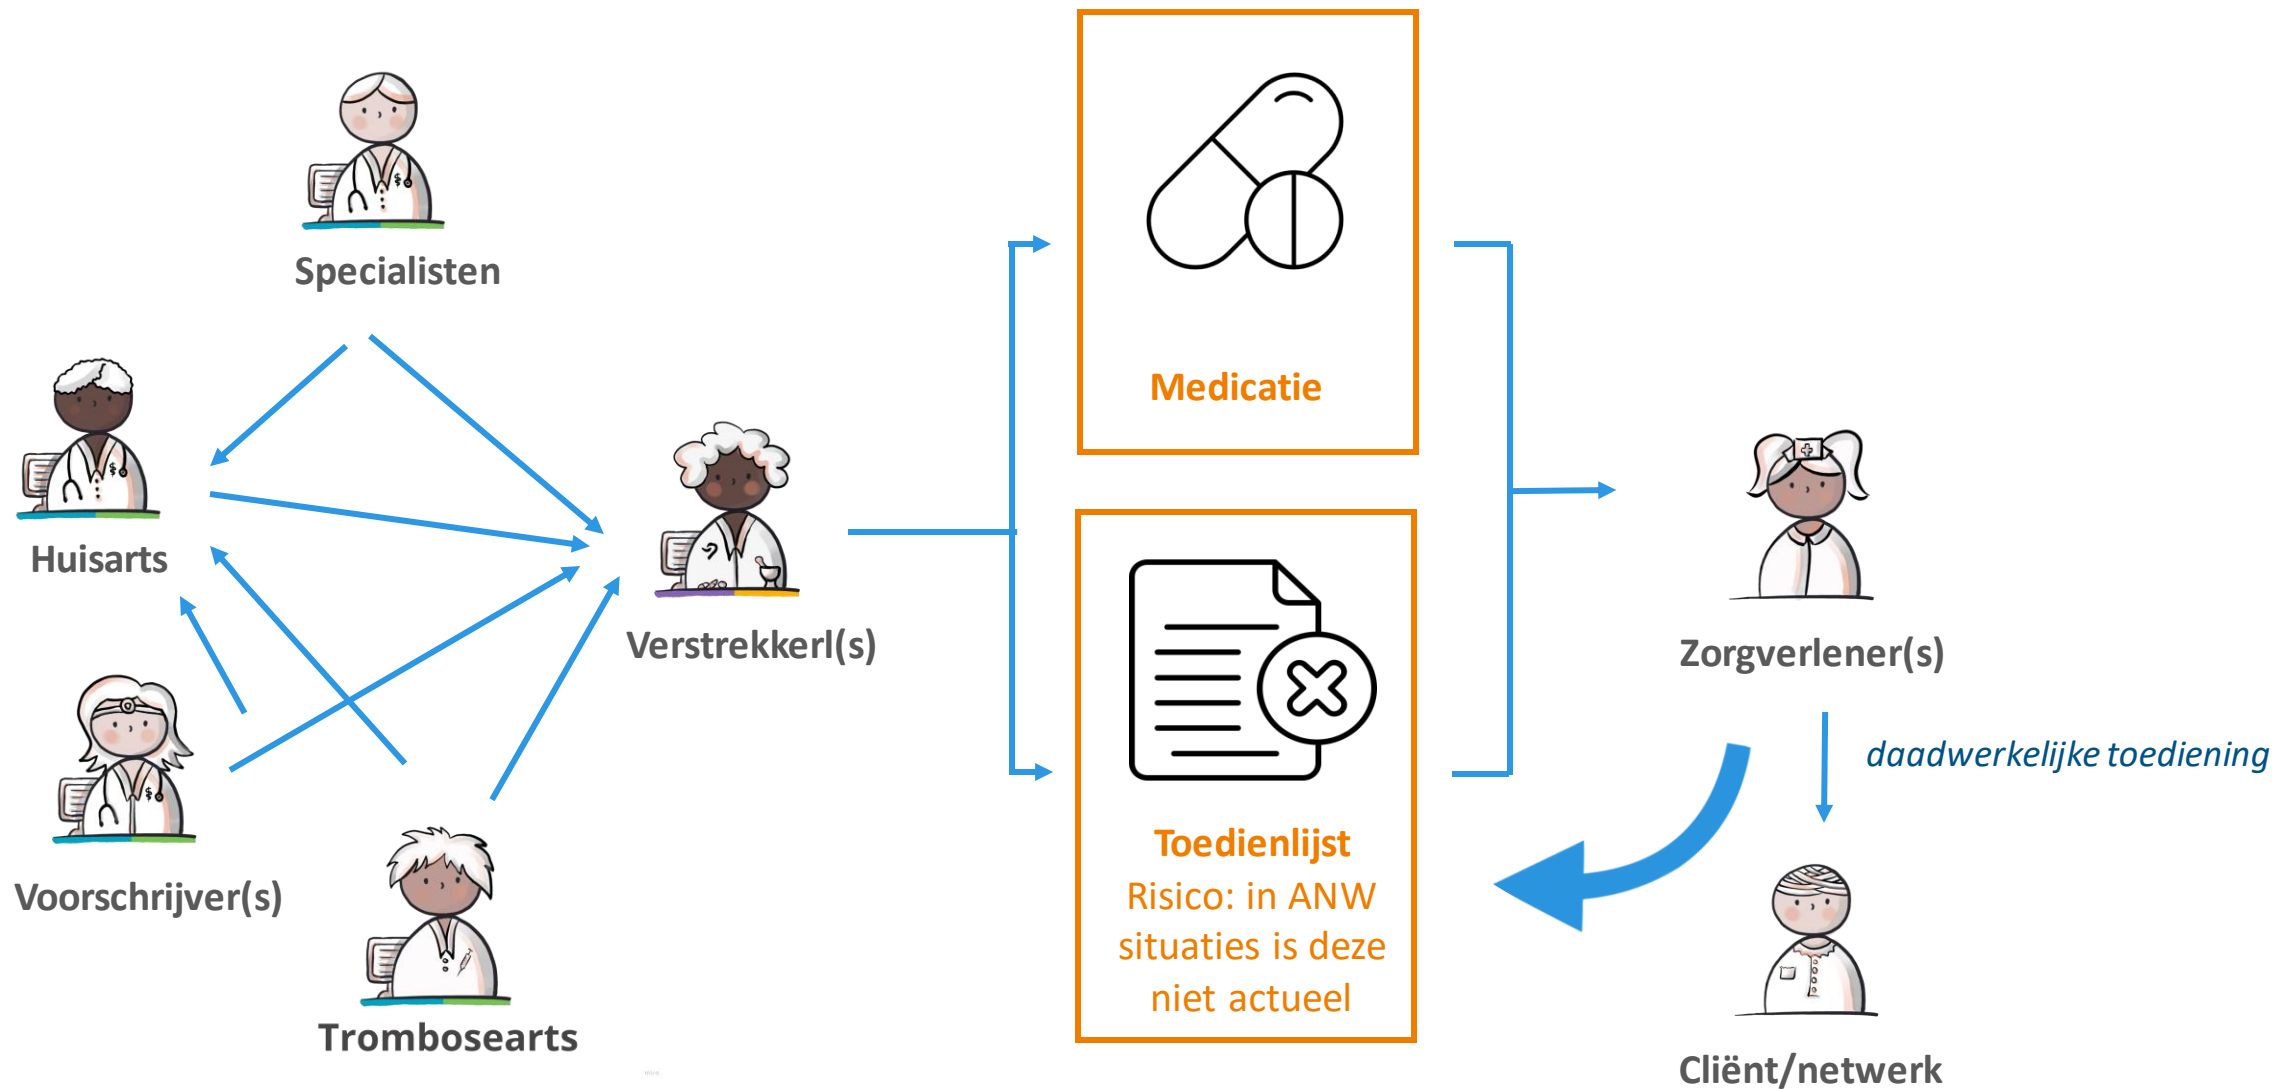 Specialisten
Medicatie
Huisarts
Verstrekkerl(s)
Zorgverlener(s)
daadwerkelijke toediening
Toedienlijst
Risico: in ANW
situaties is deze
niet actueel
Voorschrijver(s)
Trombosearts
Cliënt/netwerk